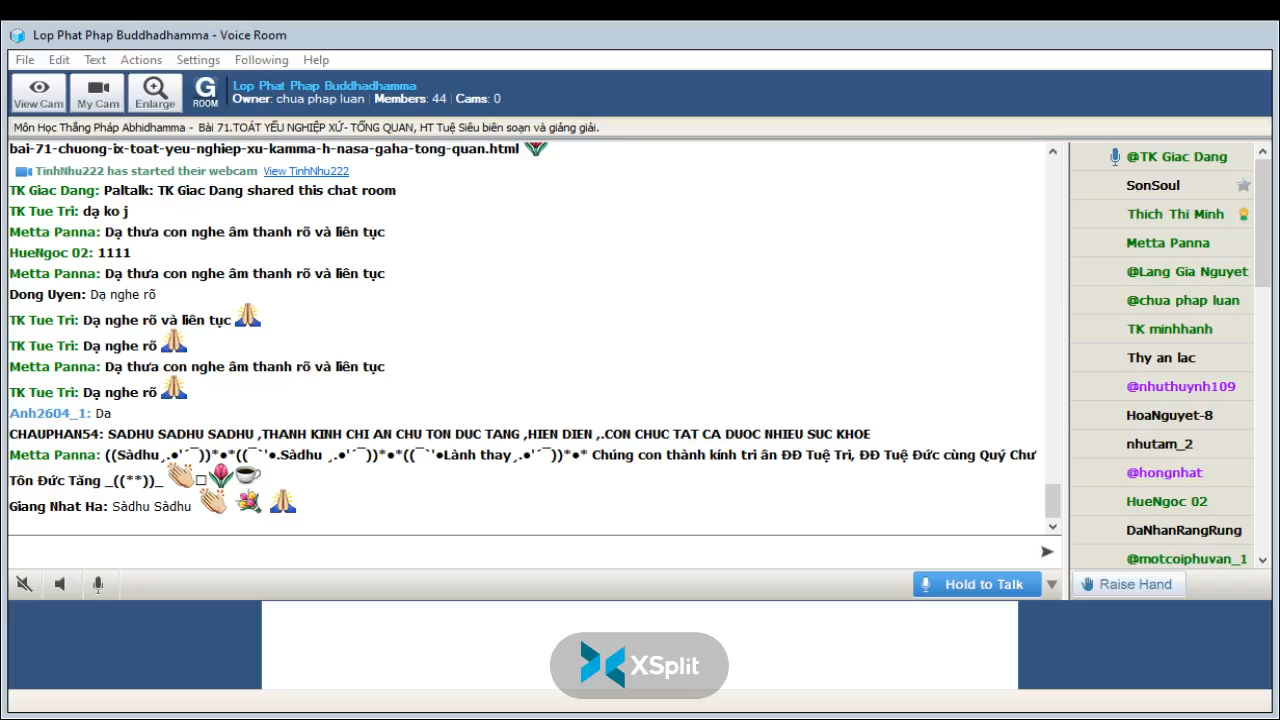 Lop Phat Phap Buddhadhamma - Voice Room
File Edit Text Actions Settings Following Help
View Cam My Cam Enlarge G ROOM
Lop Phat Phap Buddhadhamma
Owner: chua phap luan | Members: 44 | Cams: 0
Môn Học Thắng Pháp Abhidhamma - Bài 71.TOÁT YẾU NGHIỆP XỨ- TỔNG QUAN, HT Tuệ Siêu biên soạn và giảng giải.
bai-71-chuong-ix-toat-yeu-nghiep-xu-kamma-h-nasa-gaha-tong-quan.html
TinhNhu222 has started their webcam View TinhNhu222
TK Giac Dang: Paltalk: TK Giac Dang shared this chat room
TK Tue Tri: dạ ko j
Metta Panna: Dạ thưa con nghe âm thanh rõ và liên tục
HueNgoc 02: 1111
Metta Panna: Dạ thưa con nghe âm thanh rõ và liên tục
Dong Uyen: Dạ nghe rõ
TK Tue Tri: Dạ nghe rõ và liên tục
TK Tue Tri: Dạ nghe rõ
Metta Panna: Dạ thưa con nghe âm thanh rõ và liên tục
TK Tue Tri: Dạ nghe rõ
Anh2604_1: Da
CHAUPHAN54: SADHU SADHU SADHU ,THANH KINH CHI AN CHU TON DUC TANG ,HIEN DIEN ,.CON CHUC TAT CA DUOC NHIEU SUC KHOE
Metta Panna: ((Sàdhu¸.●'´¯))*●*((¯`'●.Sàdhu ¸.●'´¯))*●*((¯`'●Lành thay¸.●'´¯))*●* Chúng con thành kính tri ân ĐĐ Tuệ Tri, ĐĐ Tuệ Đức cùng Quý Chư
Tôn Đức Tăng _((**))_
Giang Nhat Ha: Sàdhu Sàdhu
@TK Giac Dang
SonSoul
Thich Thi Minh
Metta Panna
@Lang Gia Nguyet
@chua phap luan
TK minhhanh
Thy an lac
@nhuthuynh109
HoaNguyet-8
nhutam_2
@hongnhat
HueNgoc 02
DaNhanRangRung
@motcoiphuvan_1
Hold to Talk
Raise Hand
XSplit